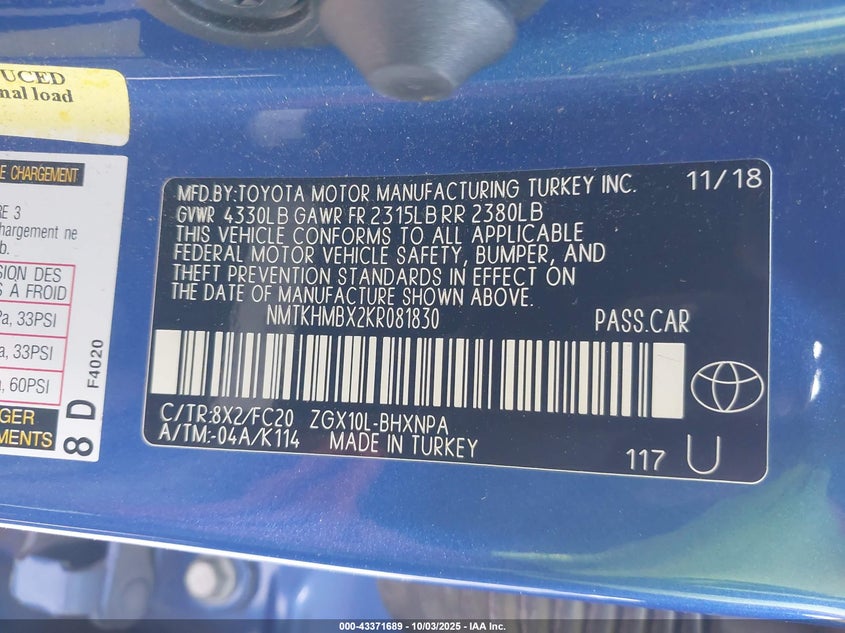 UCED
nal load
E CHARGEMENT
RE 3
chargement ne
b.
SION DES
S À FROID
Pa, 33PSI
a, 33PSI
a, 60PSI
GER
EMENTS
8 D F4020
MFD.BY:TOYOTA MOTOR MANUFACTURING TURKEY INC. 11/18
GVWR 4330LB GAWR FR 2315LB RR 2380LB
THIS VEHICLE CONFORMS TO ALL APPLICABLE
FEDERAL MOTOR VEHICLE SAFETY, BUMPER, AND
THEFT PREVENTION STANDARDS IN EFFECT ON
THE DATE OF MANUFACTURE SHOWN ABOVE.
NMTKHMBX2KR081830 PASS.CAR
C/TR:8X2/FC20 ZGX10L-BHXNPA
A/TM:-04A/K114 MADE IN TURKEY
117 U
000-43371689 - 10/03/2025 - IAA Inc.